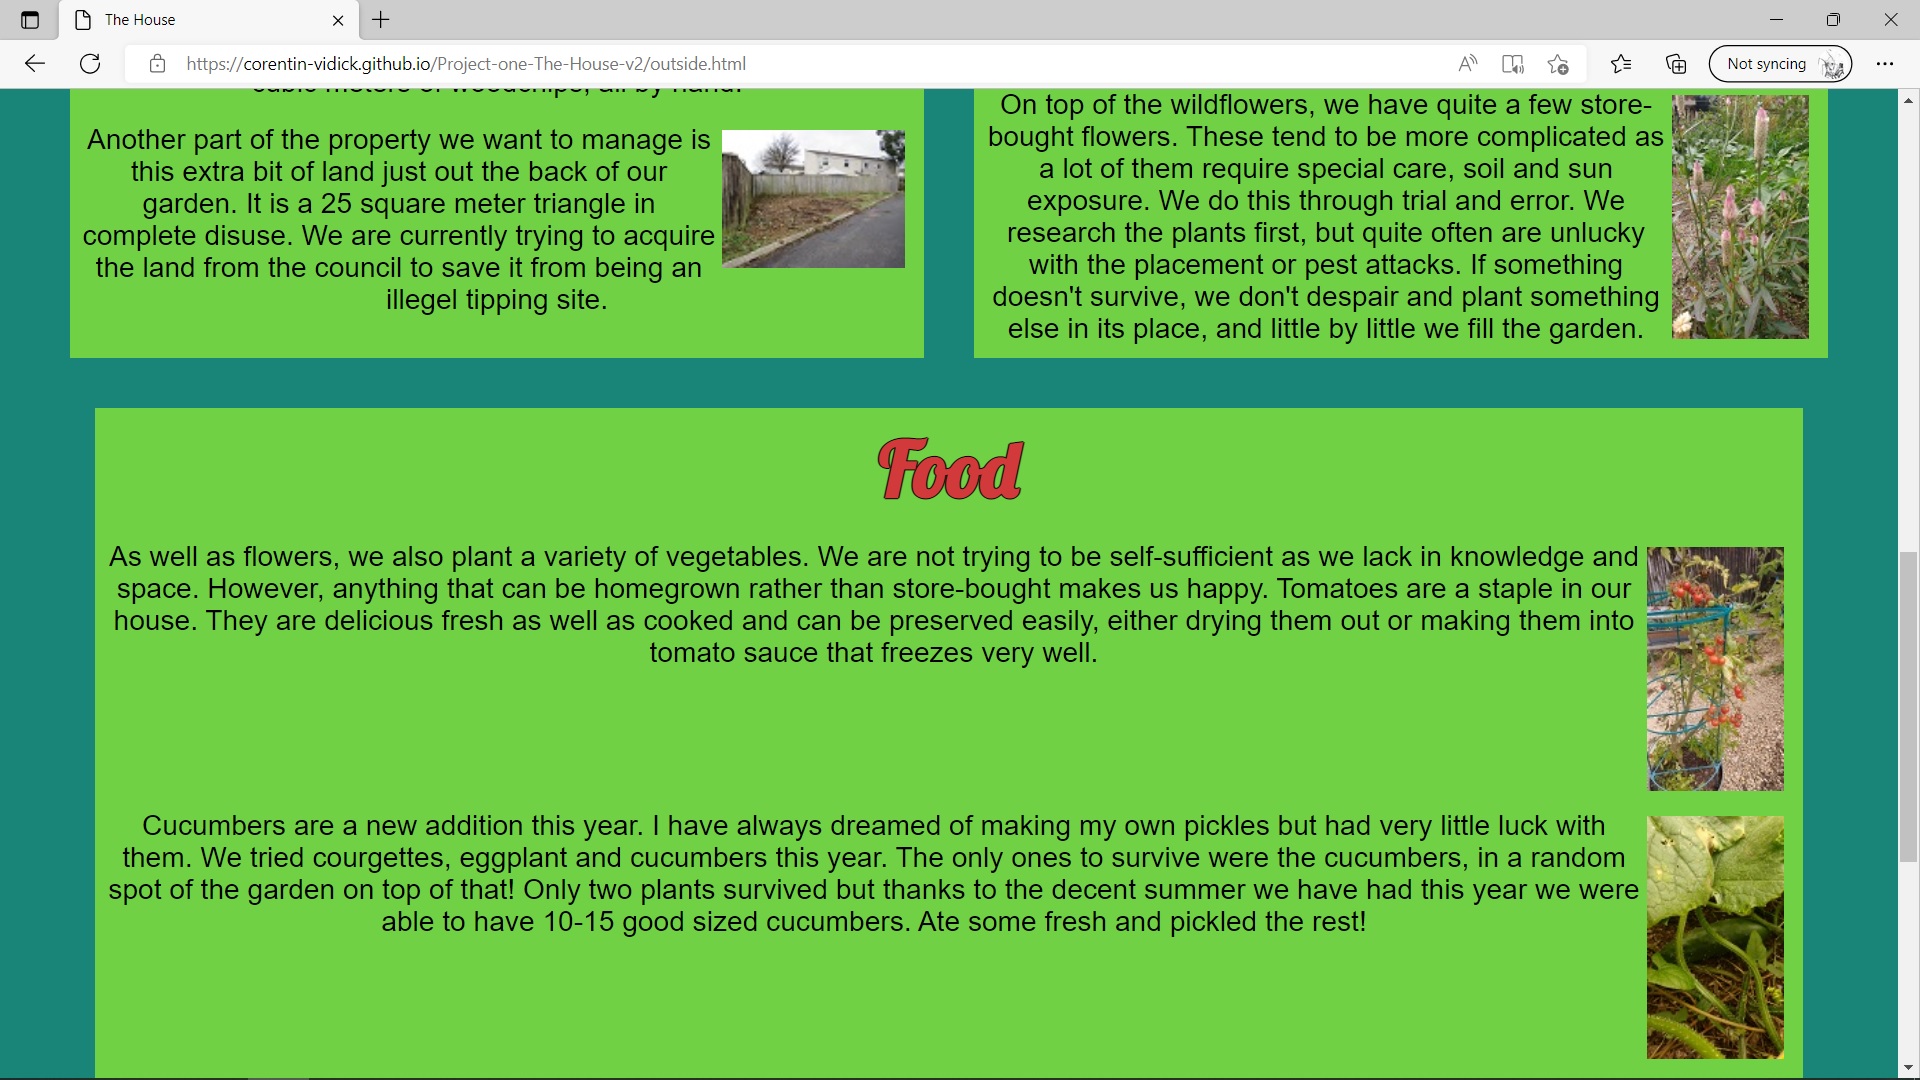 The House
https://corentin-vidick.github.io/Project-one-The-House-v2/outside.html
Not syncing
cubic meters of woodchips, all by hand.
Another part of the property we want to manage is
this extra bit of land just out the back of our
garden. It is a 25 square meter triangle in
complete disuse. We are currently trying to acquire
the land from the council to save it from being an
illegel tipping site.
On top of the wildflowers, we have quite a few store-
bought flowers. These tend to be more complicated as
a lot of them require special care, soil and sun
exposure. We do this through trial and error. We
research the plants first, but quite often are unlucky
with the placement or pest attacks. If something
doesn't survive, we don't despair and plant something
else in its place, and little by little we fill the garden.
Food
As well as flowers, we also plant a variety of vegetables. We are not trying to be self-sufficient as we lack in knowledge and
space. However, anything that can be homegrown rather than store-bought makes us happy. Tomatoes are a staple in our
house. They are delicious fresh as well as cooked and can be preserved easily, either drying them out or making them into
tomato sauce that freezes very well.
Cucumbers are a new addition this year. I have always dreamed of making my own pickles but had very little luck with
them. We tried courgettes, eggplant and cucumbers this year. The only ones to survive were the cucumbers, in a random
spot of the garden on top of that! Only two plants survived but thanks to the decent summer we have had this year we were
able to have 10-15 good sized cucumbers. Ate some fresh and pickled the rest!